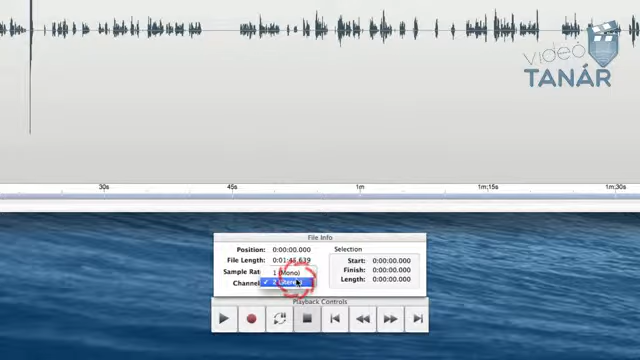 videó
TANÁR
30s
45s
1m
1m;15s
1m;30s
File Info
Position: 0:00:00.000
File Length: 0:01:46.639
Sample Rat
1 (Mono)
Channel
✓ 2 (Stere
Selection
Start: 0:00:00.000
Finish: 0:00:00.000
Length: 0:00:00.000
Playback Controls